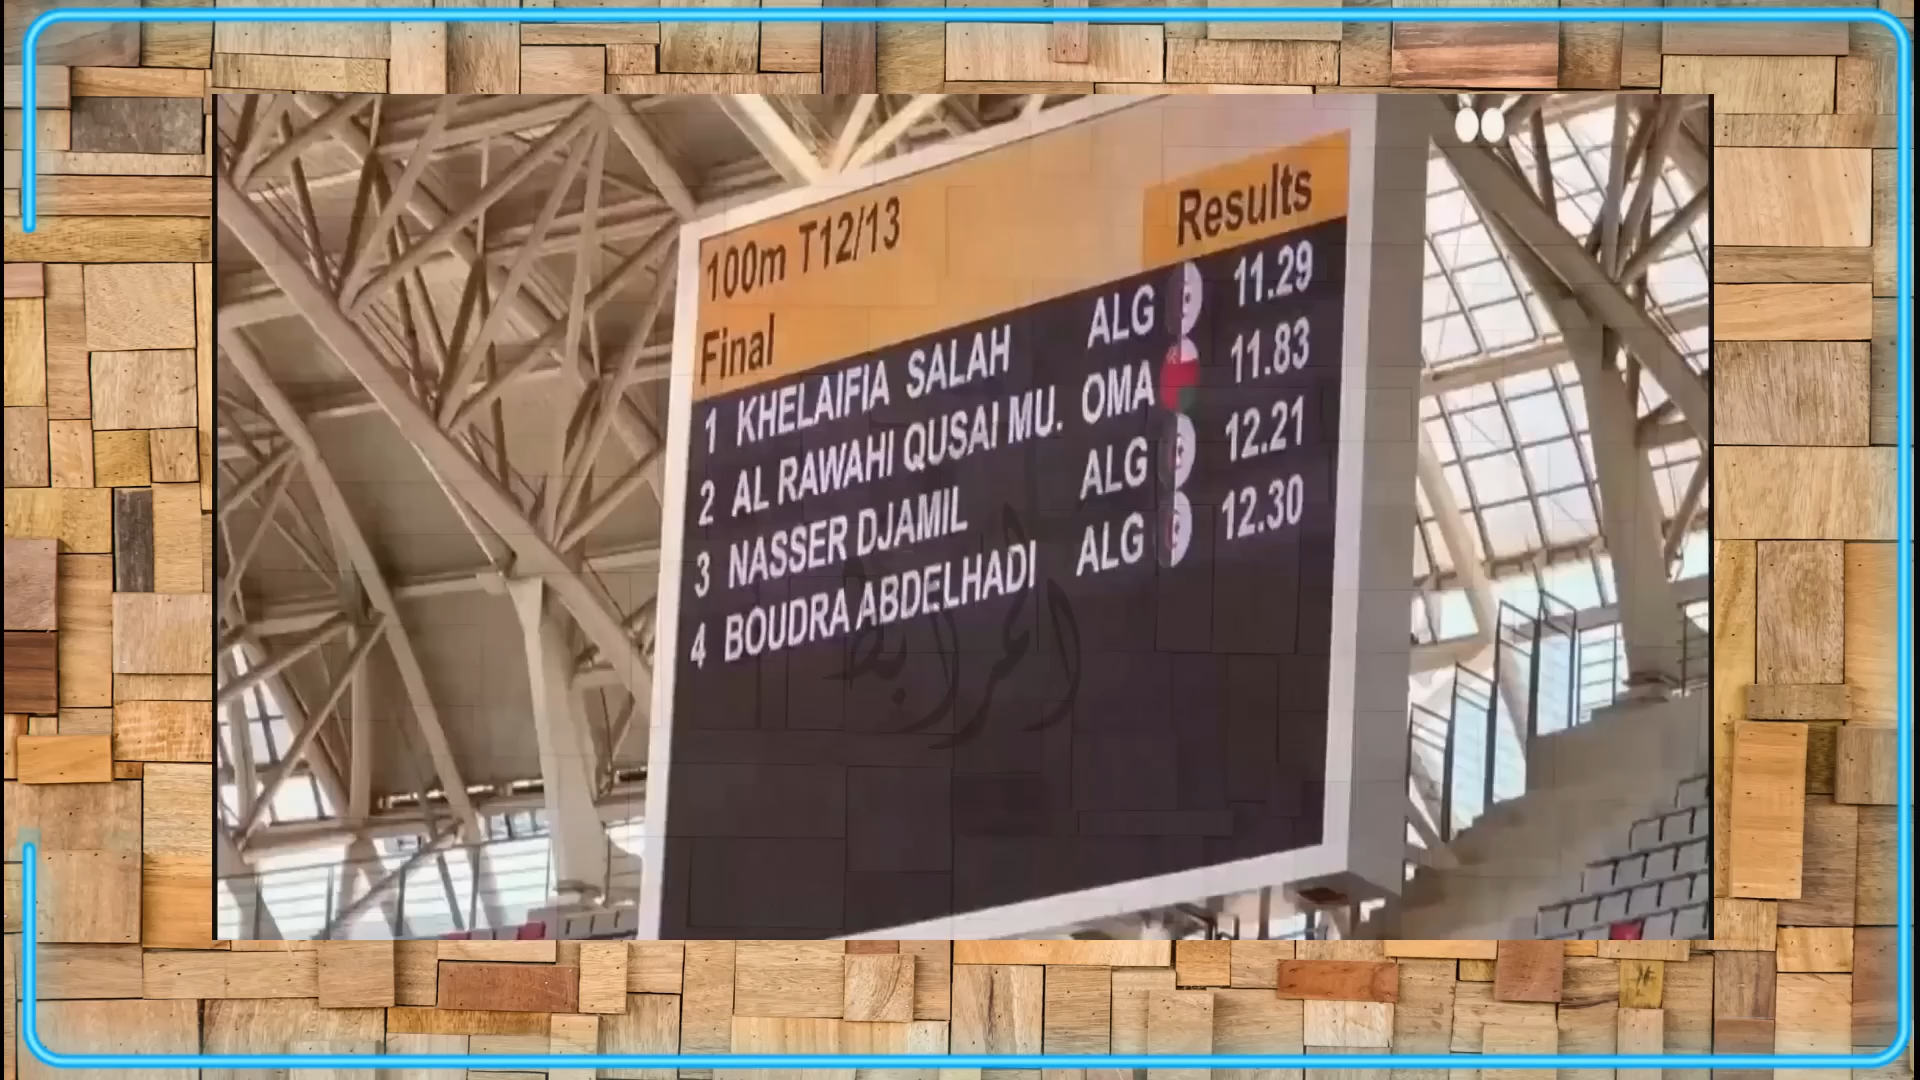 100m T12/13
Results
Final
1 KHELAIFIA SALAH ALG 11.29
2 AL RAWAHI QUSAI MU. OMA 11.83
3 NASSER DJAMIL ALG 12.21
4 BOUDRA ABDELHADI ALG 12.30